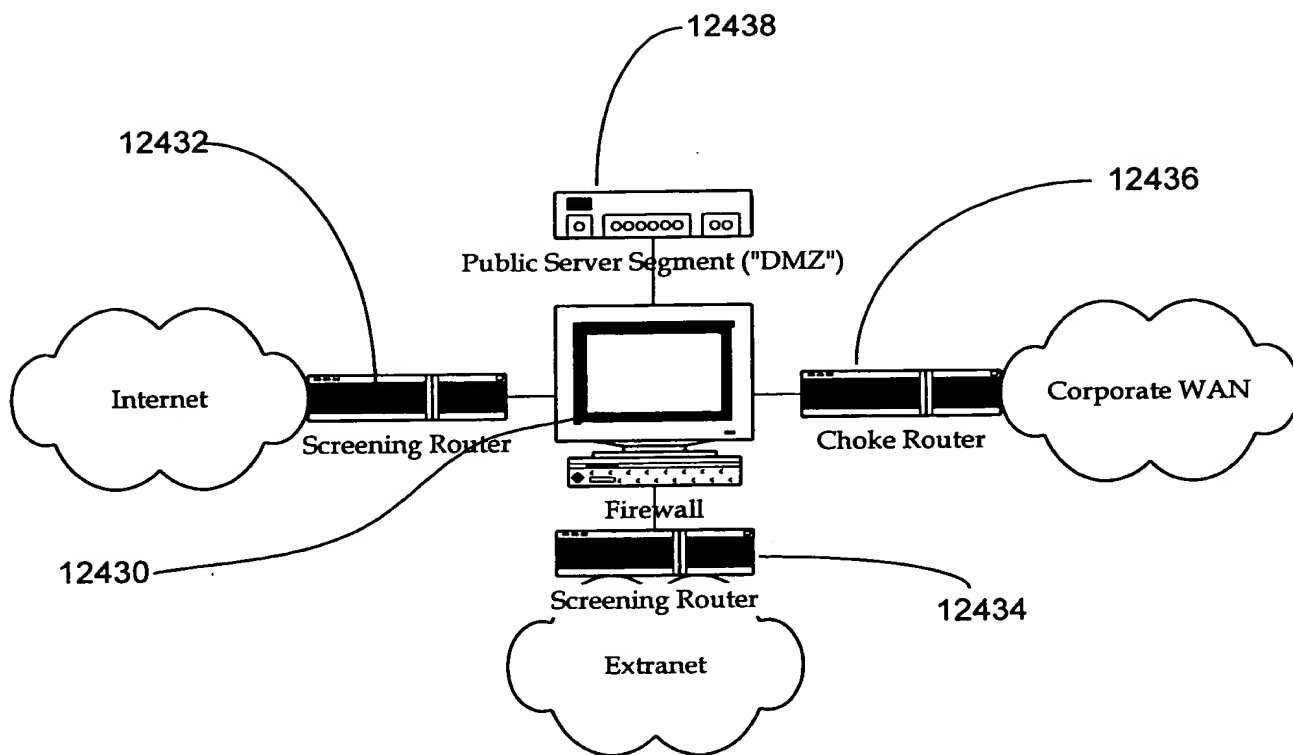 12438
12432
12436
Public Server Segment ("DMZ")
Internet
Corporate WAN
Screening Router
Choke Router
Firewall
12430
Screening Router
12434
Extranet